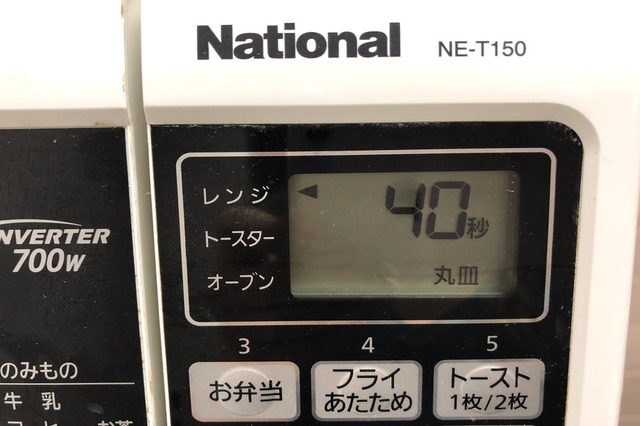 National NE-T150
INVERTER
700W
のみもの
牛乳
レンジ
トースター
オーブン
40秒
丸皿
3 4 5
お弁当
フライ
あたため
トースト
1枚/2枚